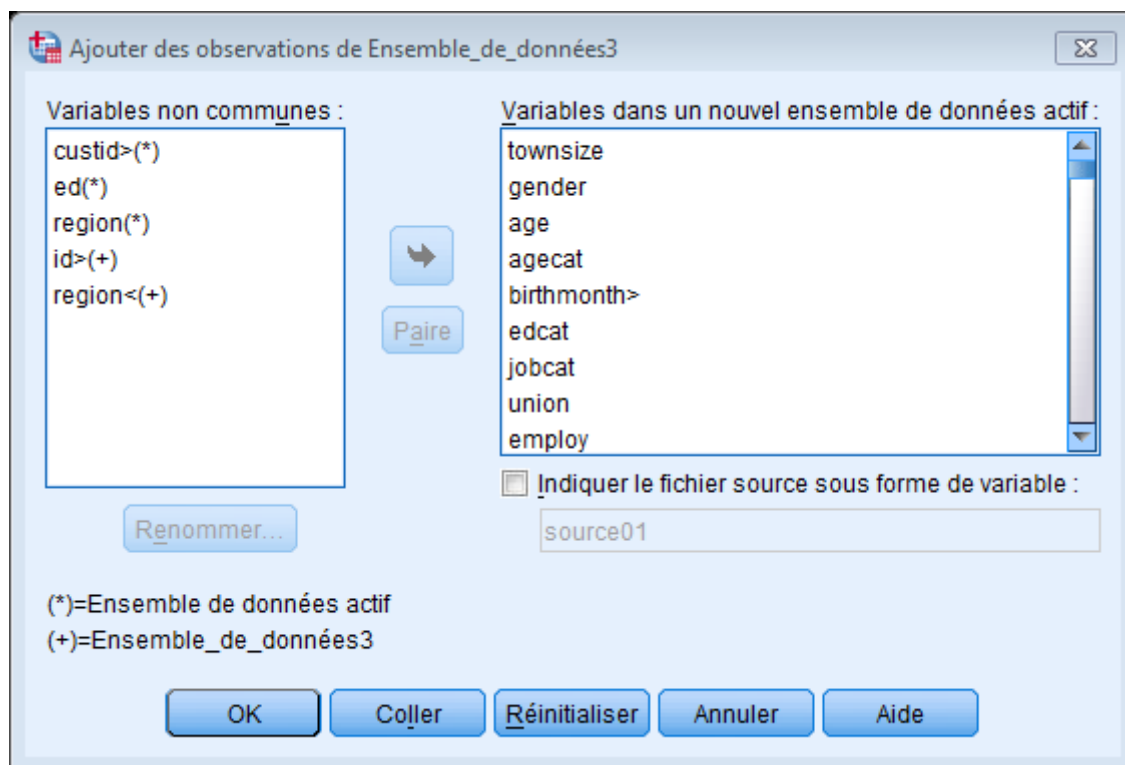 Ajouter des observations de Ensemble_de_données3
Variables non communes :
custid>(*)
ed(*)
region(*)
id>(+)
region<(+)
Renommer...
Paire
Variables dans un nouvel ensemble de données actif :
townsize
gender
age
agecat
birthmonth>
edcat
jobcat
union
employ
Indiquer le fichier source sous forme de variable :
source01
(*)=Ensemble de données actif
(+)=Ensemble_de_données3
OK
Coller
Réinitialiser
Annuler
Aide